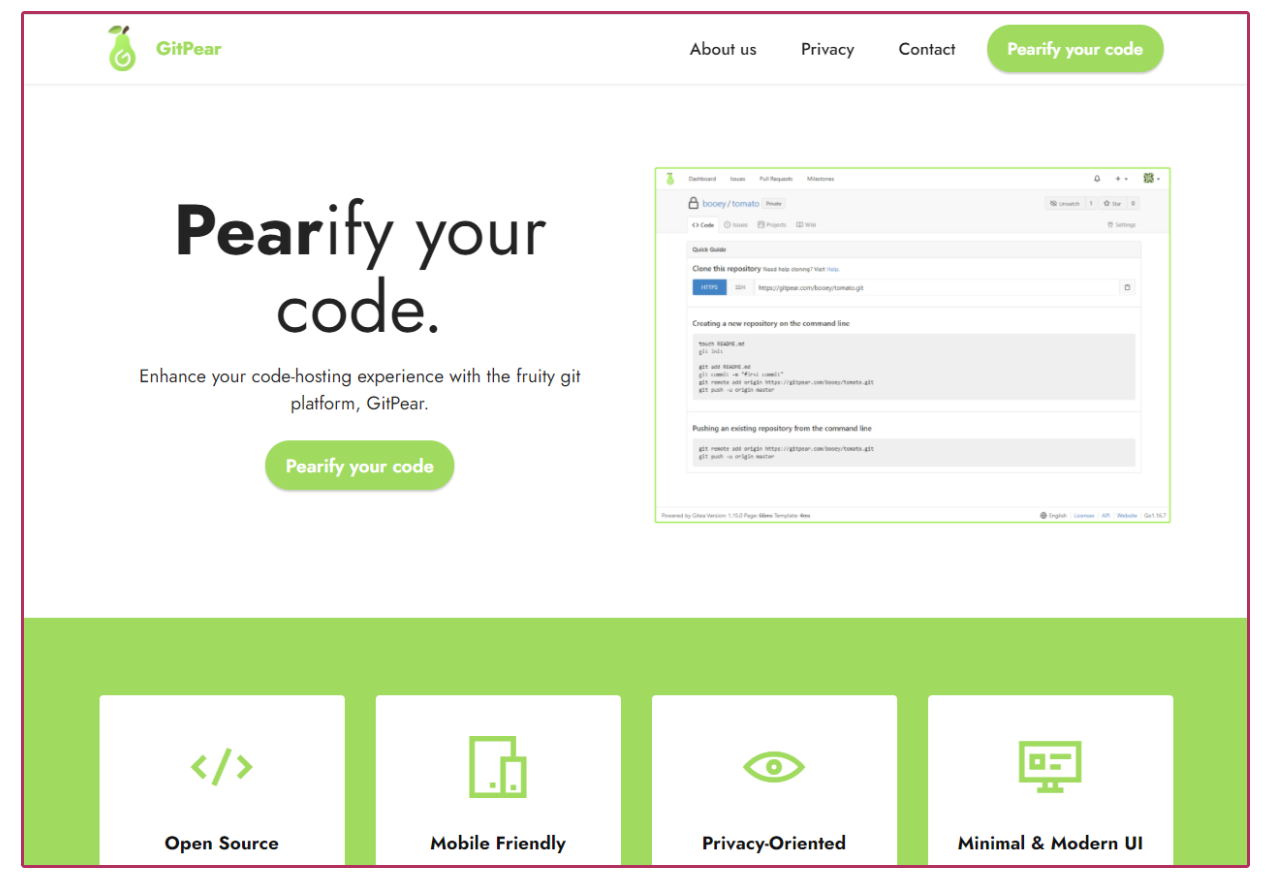 GitPear
About us
Privacy
Contact
Pearify your code
Pearify your
code.
Enhance your code-hosting experience with the fruity git
platform, GitPear.
Pearify your code
Dashboard Issues Pull Requests Milestones
booey/tomato Private
Unwatch 1 Star 0
Code Issues Projects Wiki Settings
Quick Guide
Clone this repository Need help cloning? Visit Help.
HTTPS SSH https://gitpear.com/booey/tomato.git
Creating a new repository on the command line
touch README.md
git init
git add README.md
git commit -m "first commit"
git remote add origin https://gitpear.com/booey/tomato.git
git push -u origin master
Pushing an existing repository from the command line
git remote add origin https://gitpear.com/booey/tomato.git
git push -u origin master
Powered by Gitea Version: 1.15.0 Page: 66ms Template: 4ms
English Licenses API Website Go1.16.7
Open Source
Mobile Friendly
Privacy-Oriented
Minimal & Modern UI